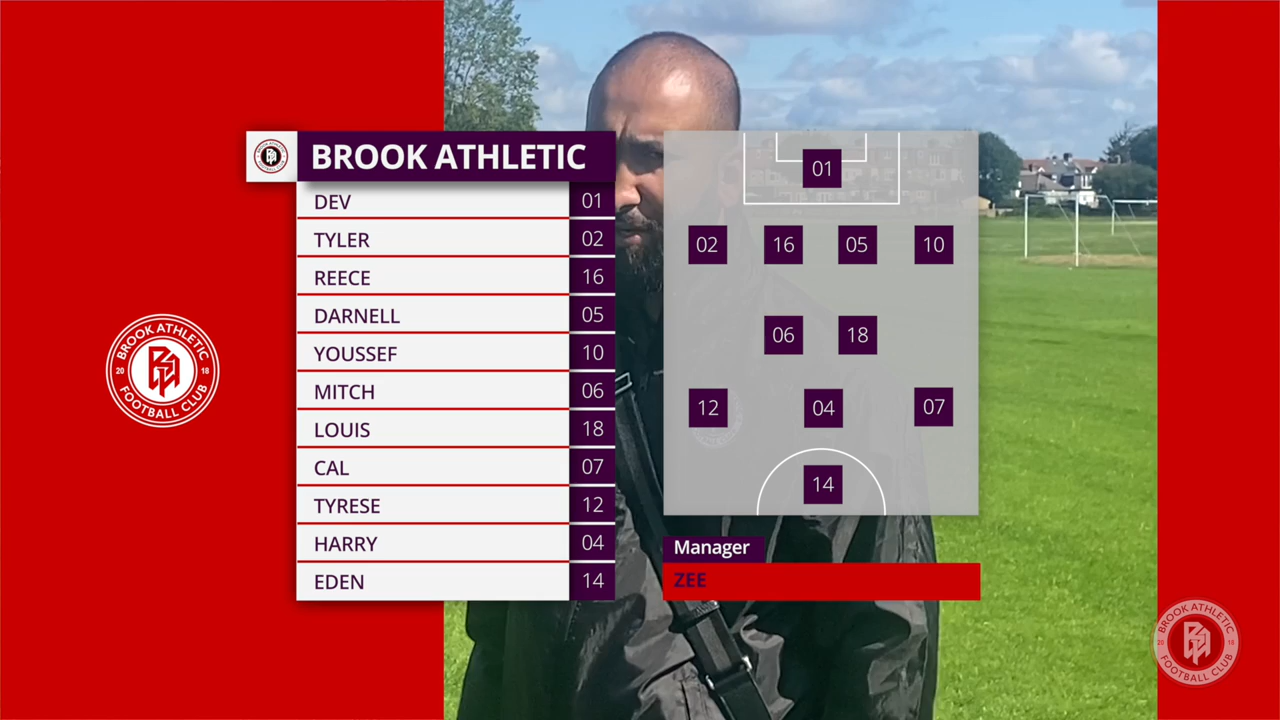 BROOK ATHLETIC
DEV 01
TYLER 02
REECE 16
DARNELL 05
YOUSSEF 10
MITCH 06
LOUIS 18
CAL 07
TYRESE 12
HARRY 04
EDEN 14
01
02 16 05 10
06 18
12 04 07
14
Manager
ZEE
BROOK ATHLETIC
20 18
FOOTBALL CLUB
BROOK ATHLETIC
20 18
FOOTBALL CLUB